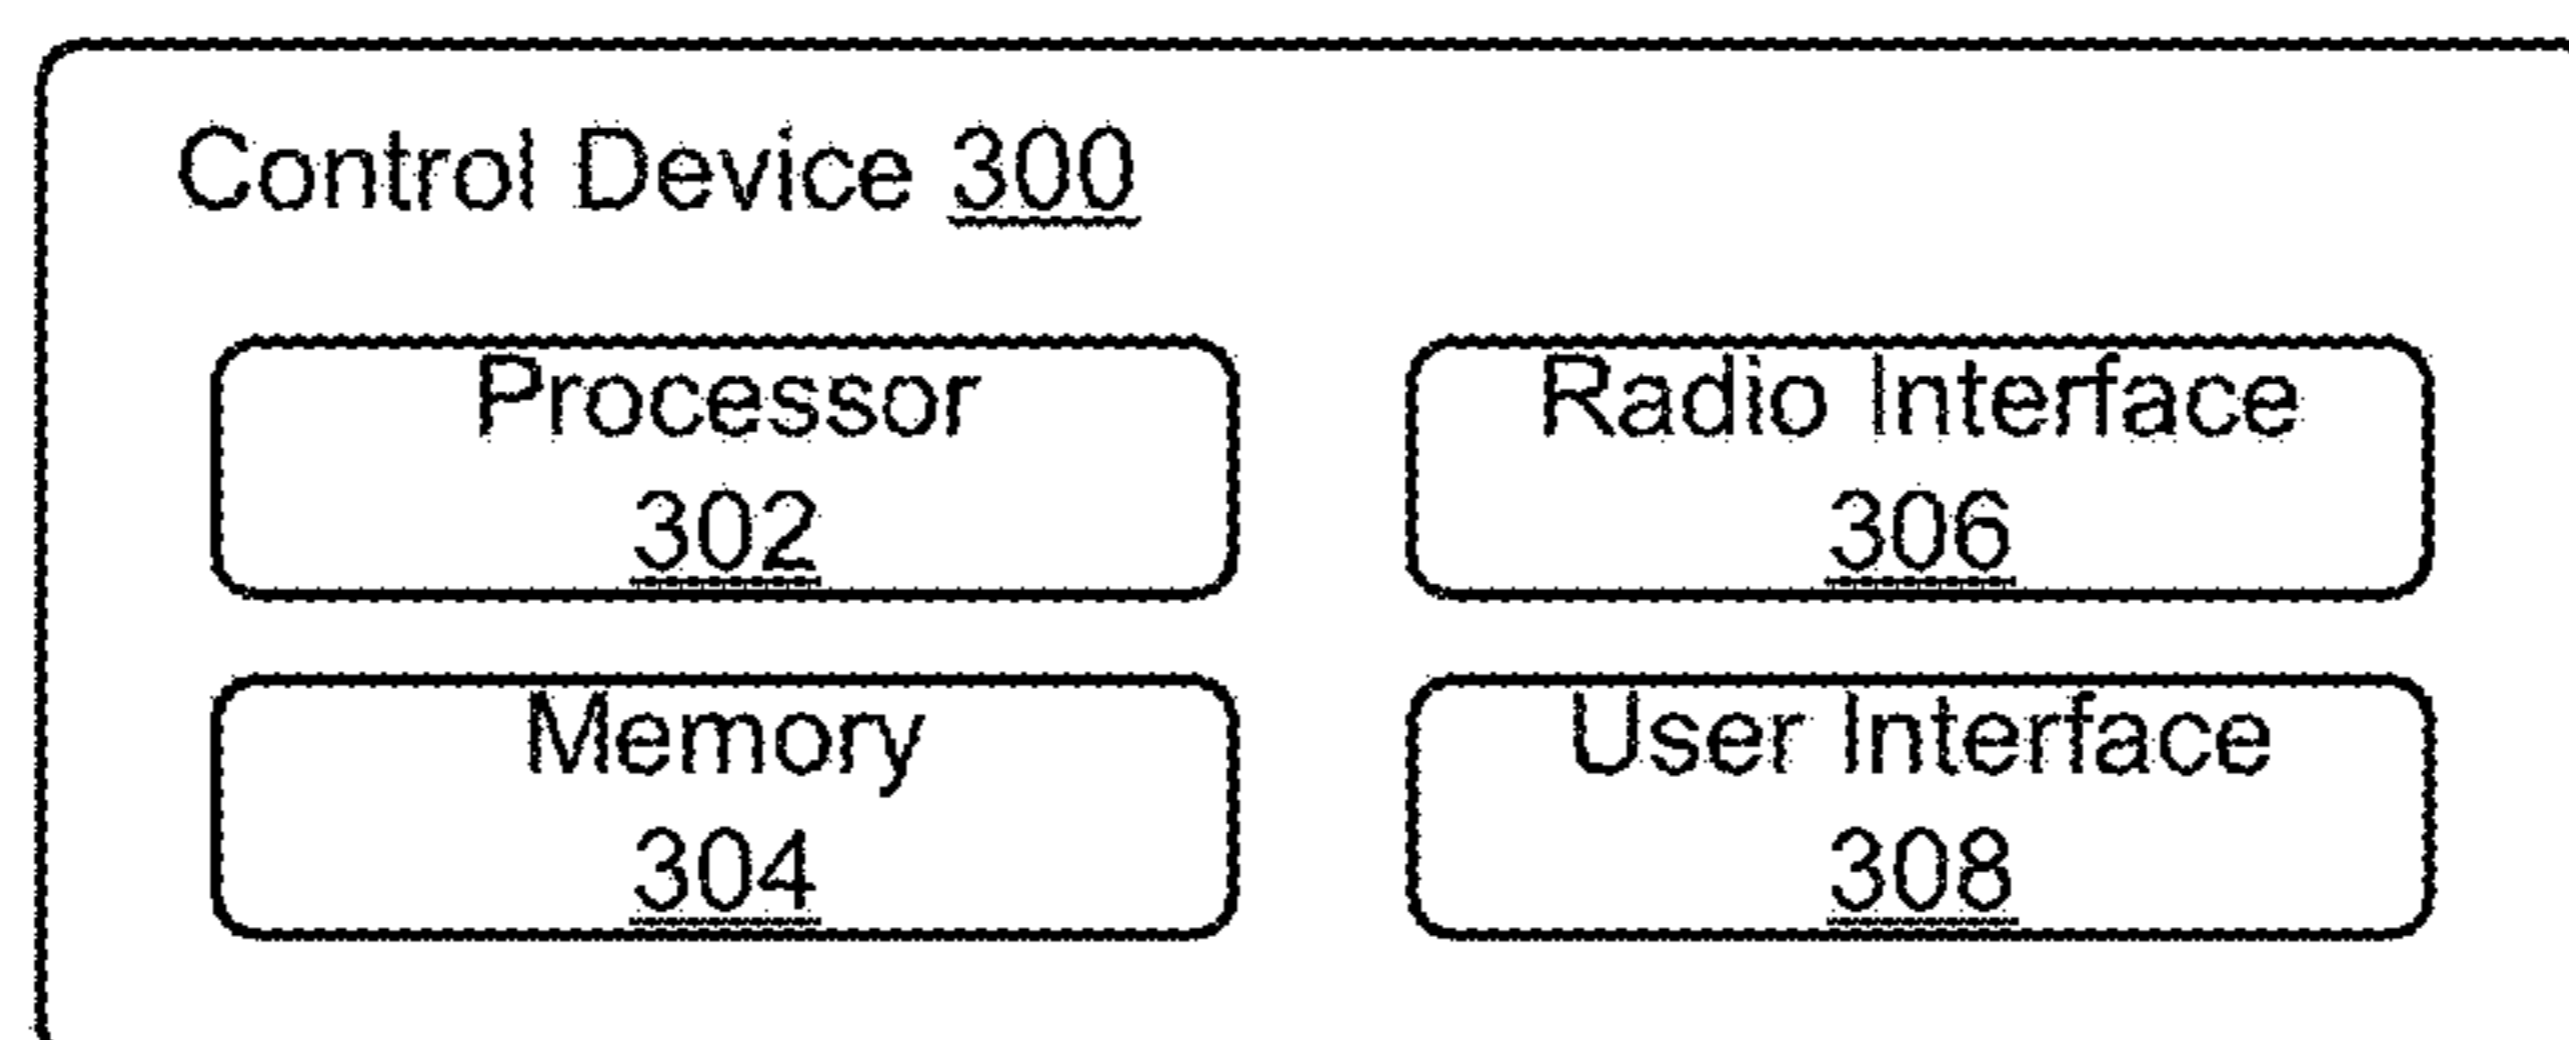 Control Device 300
Processor
302
Radio Interface
306
Memory
304
User Interface
308